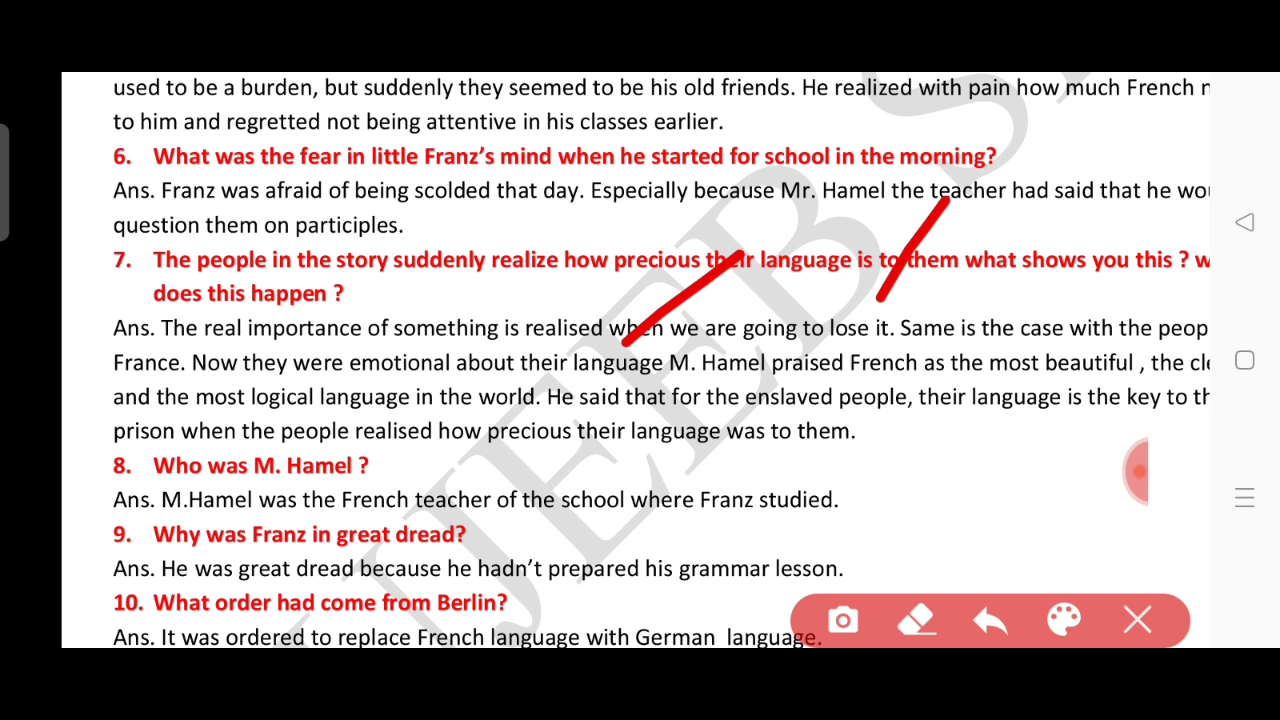 used to be a burden, but suddenly they seemed to be his old friends. He realized with pain how much French
to him and regretted not being attentive in his classes earlier.
6. What was the fear in little Franz's mind when he started for school in the morning?
Ans. Franz was afraid of being scolded that day. Especially because Mr. Hamel the teacher had said that he
question them on participles.
7. The people in the story suddenly realize how precious their language is to them what shows you this ?
does this happen ?
Ans. The real importance of something is realised when we are going to lose it. Same is the case with the
France. Now they were emotional about their language M. Hamel praised French as the most beautiful , the
and the most logical language in the world. He said that for the enslaved people, their language is the key to
prison when the people realised how precious their language was to them.
8. Who was M. Hamel ?
Ans. M.Hamel was the French teacher of the school where Franz studied.
9. Why was Franz in great dread?
Ans. He was great dread because he hadn't prepared his grammar lesson.
10. What order had come from Berlin?
Ans. It was ordered to replace French language with German language.